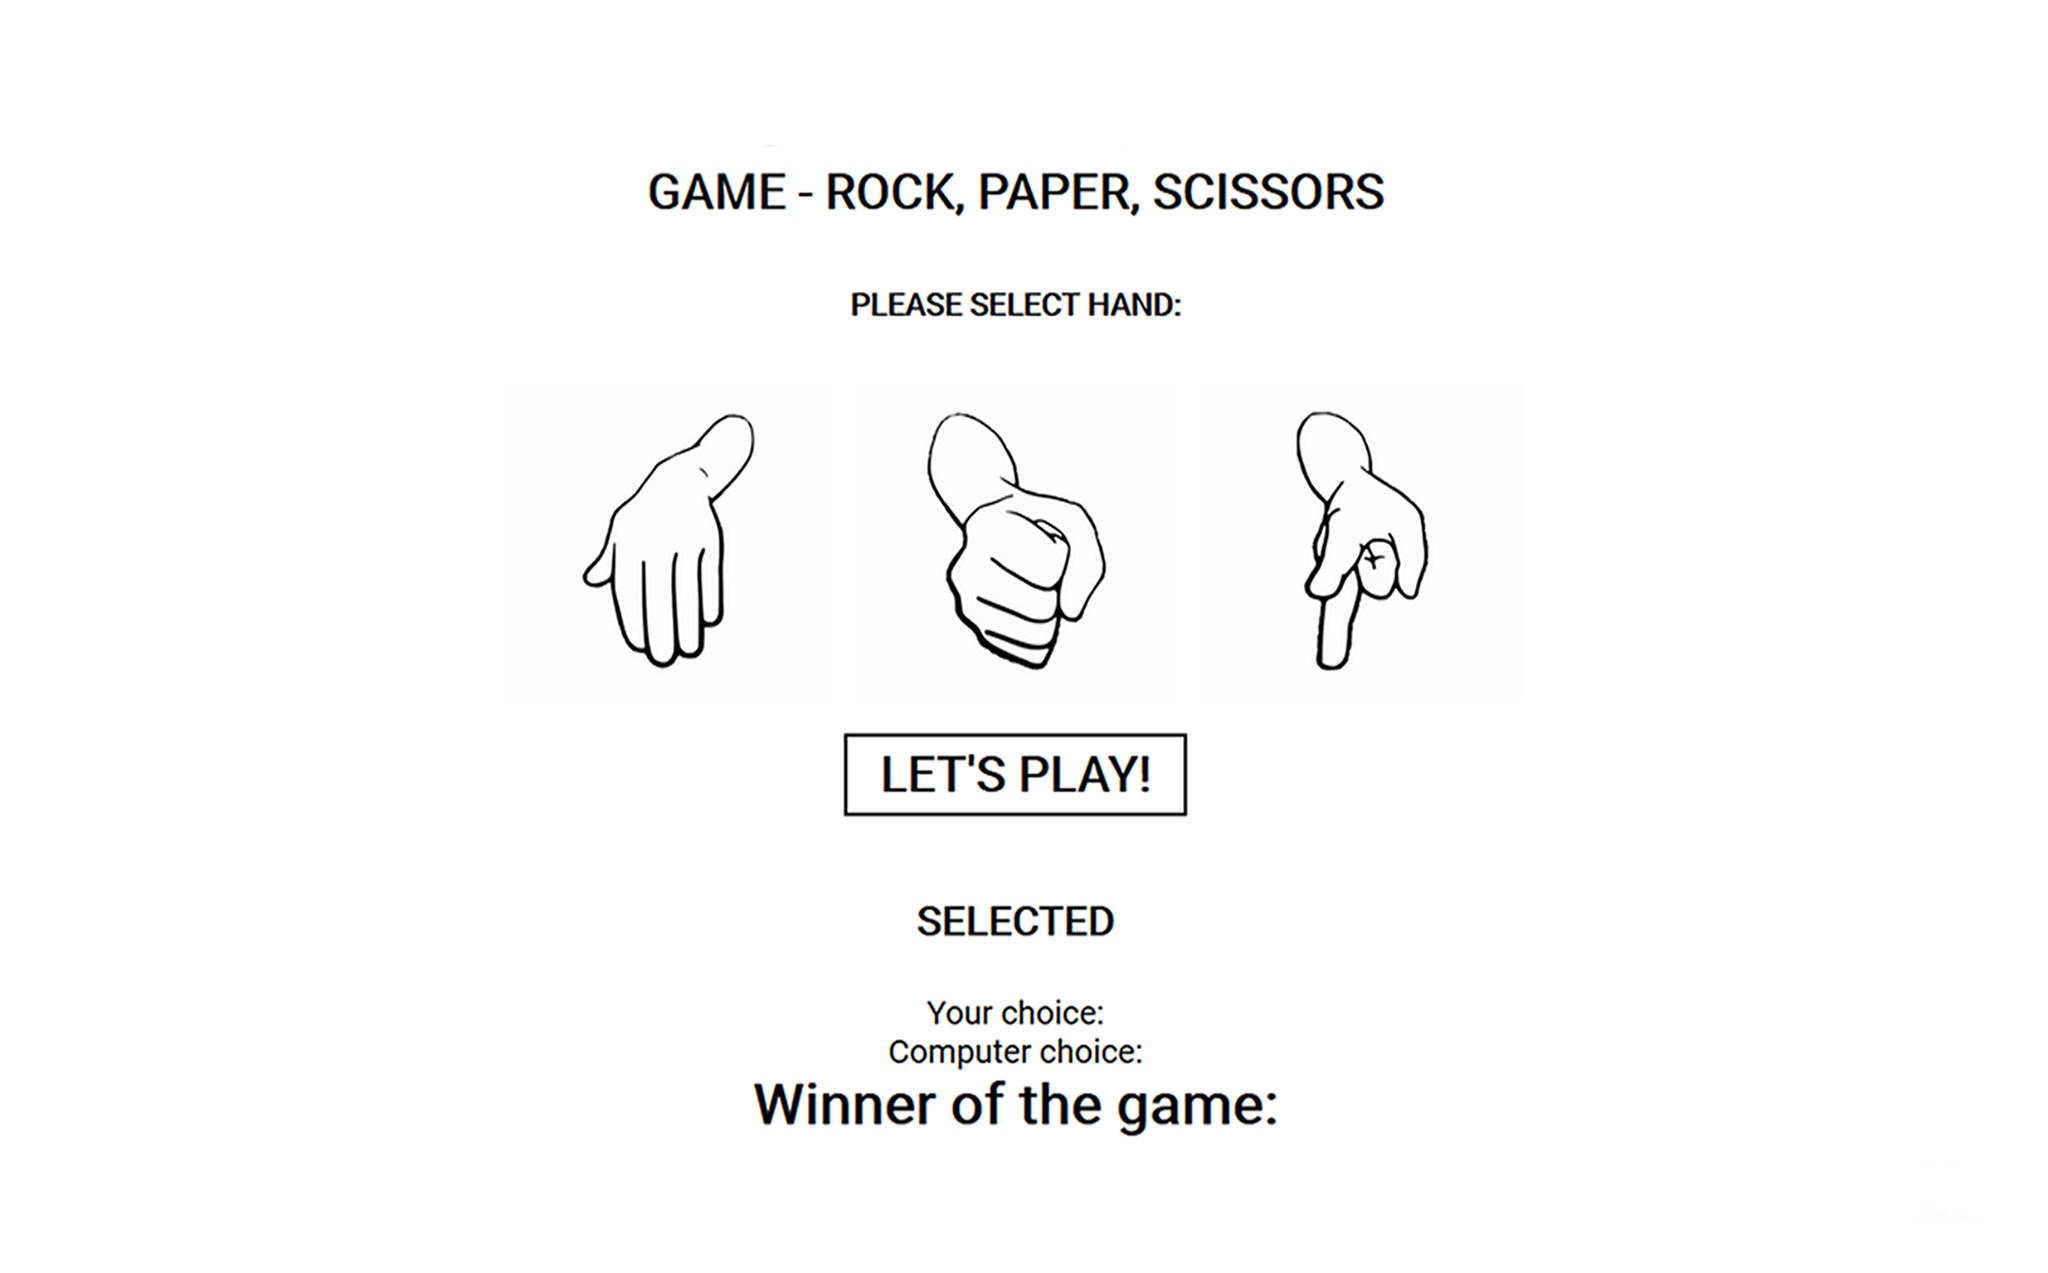 GAME - ROCK, PAPER, SCISSORS
PLEASE SELECT HAND:
LET'S PLAY!
SELECTED
Your choice:
Computer choice:
Winner of the game: